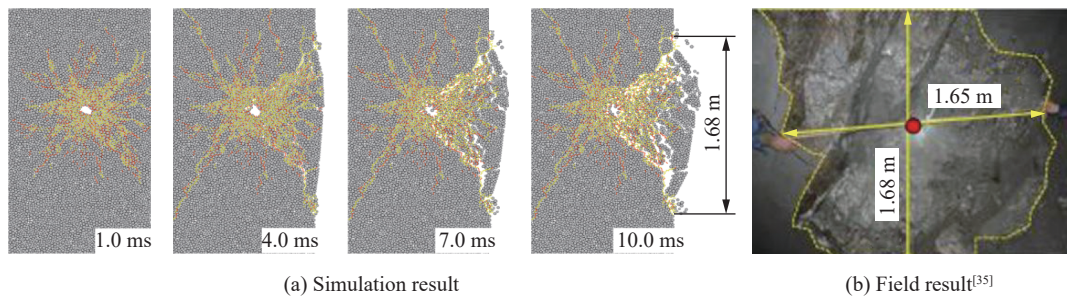 1.0 ms
4.0 ms
7.0 ms
10.0 ms
1.68 m
1.65 m
1.68 m
(a) Simulation result
(b) Field result[35]